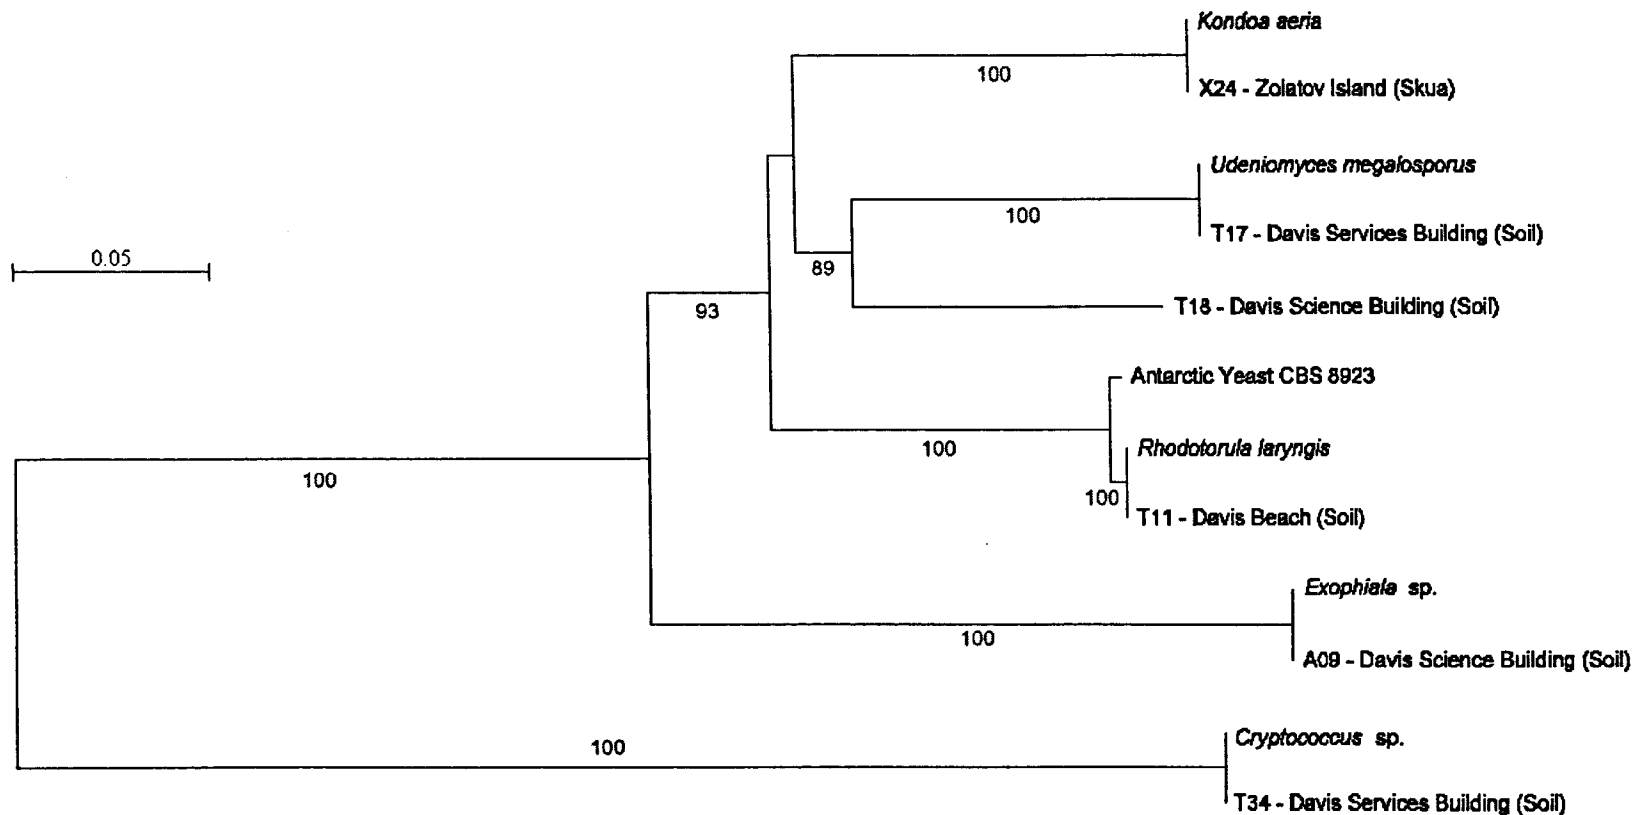 Kondoa aeria
100
X24 - Zolatov Island (Skua)
Udeniomyces megalosporus
100
T17 - Davis Services Building (Soil)
0.05
89
T18 - Davis Science Building (Soil)
93
Antarctic Yeast CBS 8923
100
Rhodotorula laryngis
100
100
T11 - Davis Beach (Soil)
Exophiala sp.
100
A09 - Davis Science Building (Soil)
Cryptococcus sp.
100
T34 - Davis Services Building (Soil)